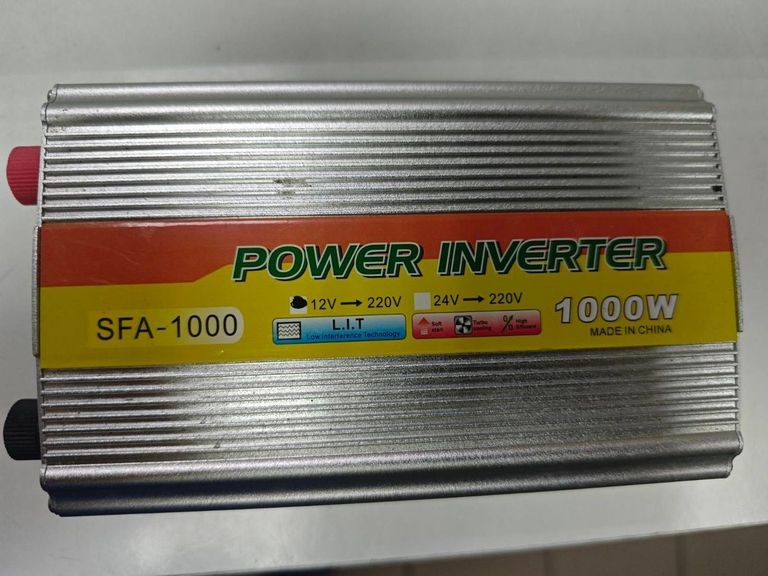 POWER INVERTER
12V → 220V
24V → 220V
SFA-1000
1000W
L.I.T
Low interference Technology
Soft start
Turbo cooling
High Efficient
MADE IN CHINA